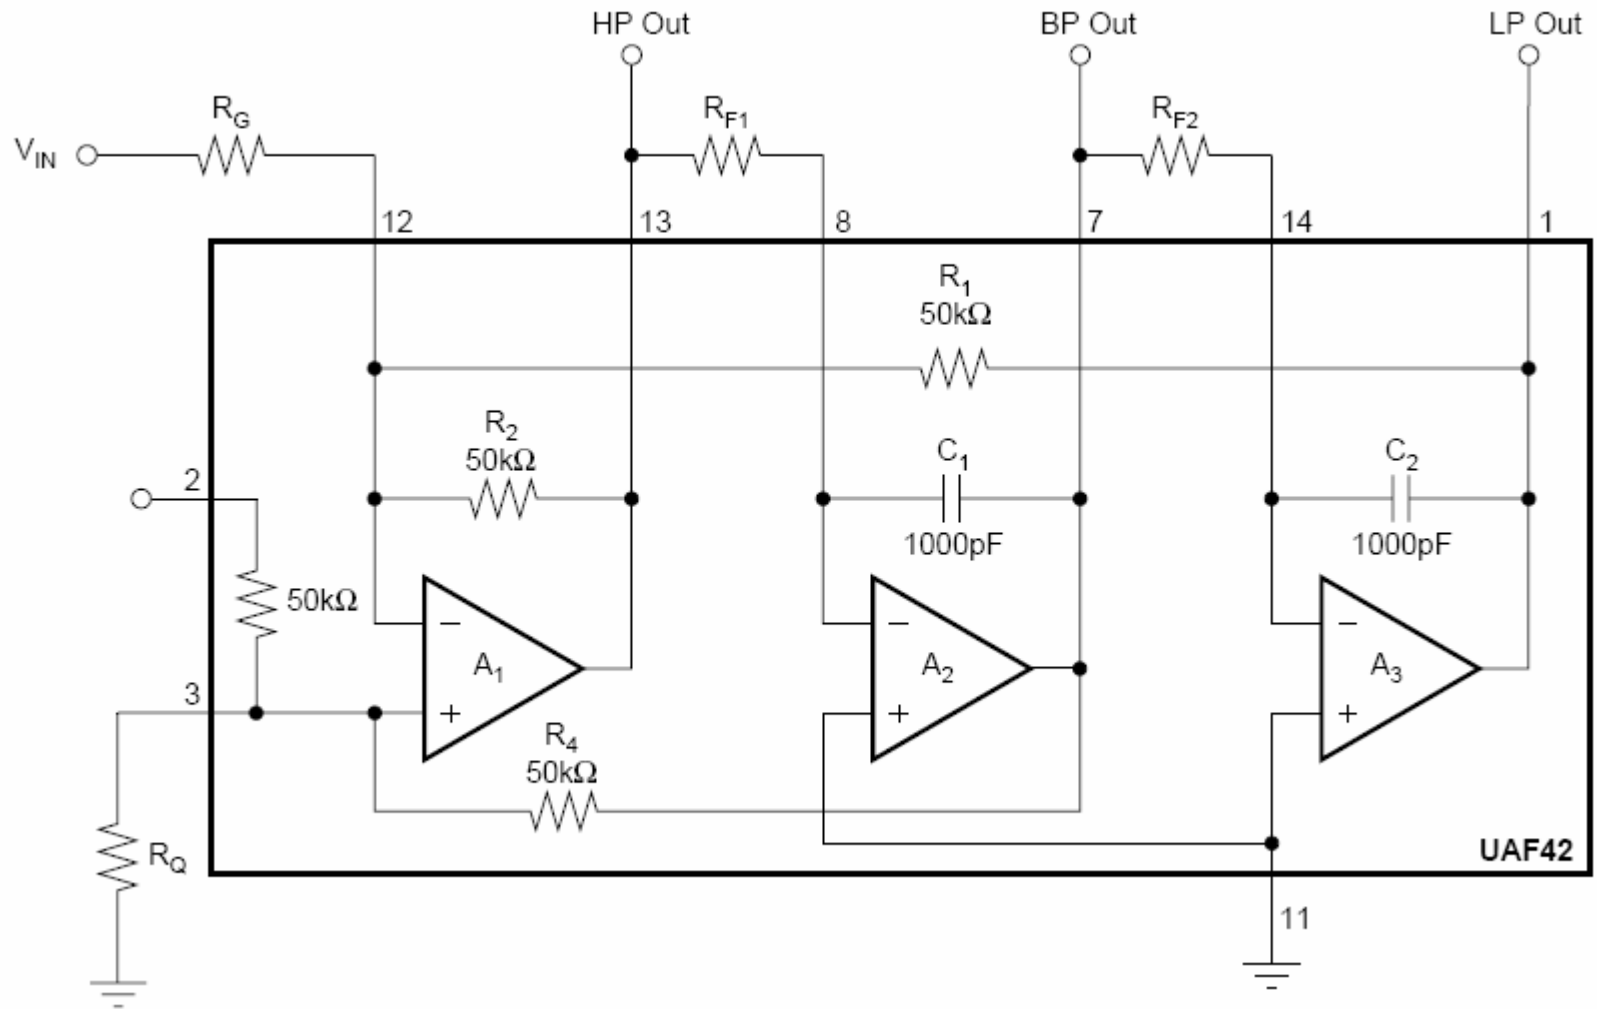 HP Out
BP Out
LP Out
R_G
R_F1
R_F2
V_IN
12
13
8
7
14
1
R_1
50kΩ
R_2
50kΩ
C_1
1000pF
C_2
1000pF
2
50kΩ
3
−
A_1
+
−
A_2
+
−
A_3
+
R_4
50kΩ
R_Q
UAF42
11